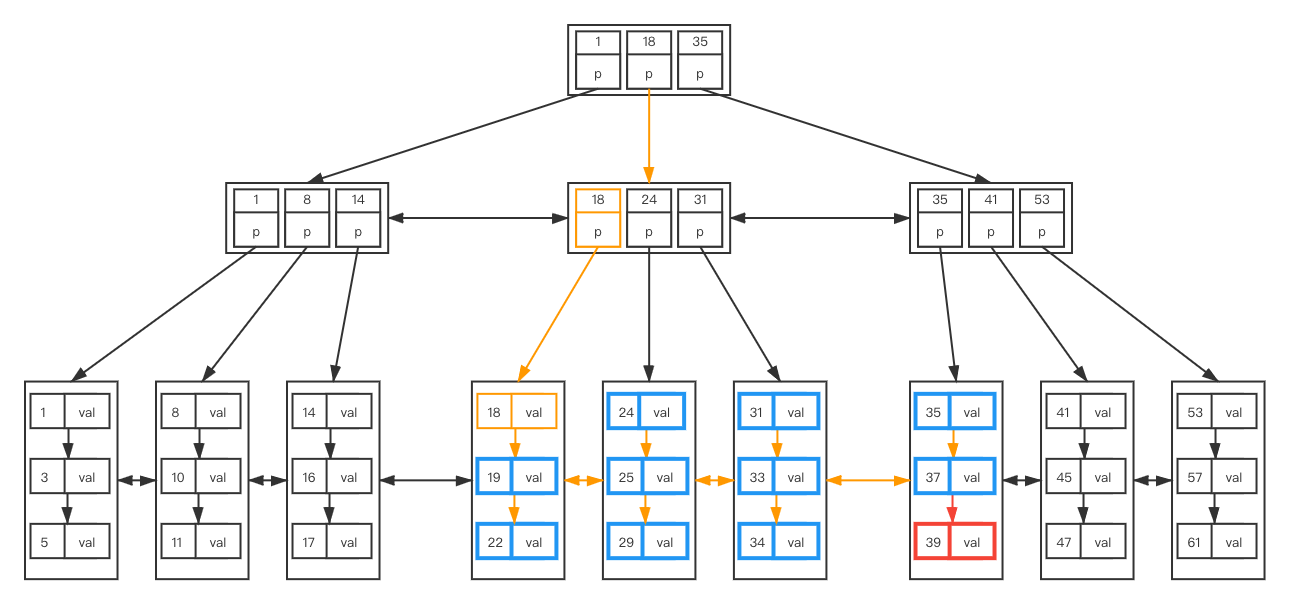 1 18 35
p p p
1 8 14 18 24 31 35 41 53
p p p p p p p p p
1 val 8 val 14 val 18 val 24 val 31 val 35 val 41 val 53 val
3 val 10 val 16 val 19 val 25 val 33 val 37 val 45 val 57 val
5 val 11 val 17 val 22 val 29 val 34 val 39 val 47 val 61 val